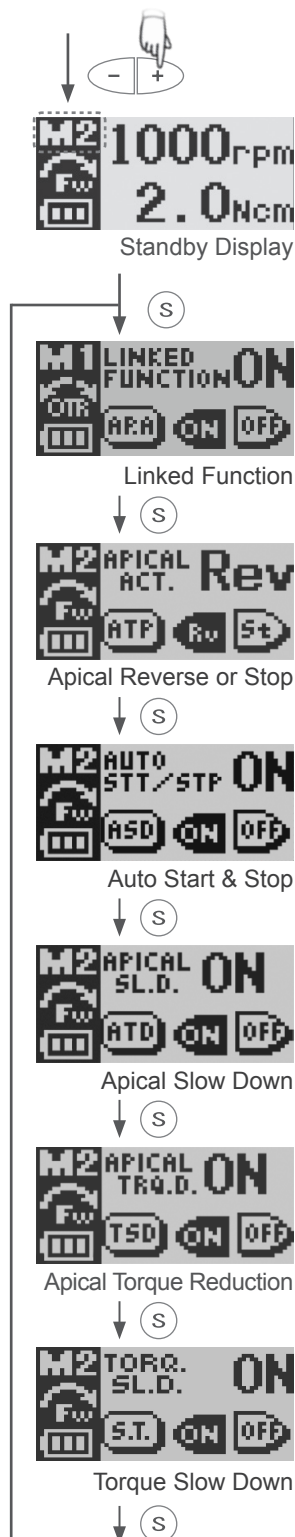 - +
M2 1000rpm
Fw 2.0Ncm
Standby Display
S
M1 LINKED FUNCTION ON
OTR AP.A ON OFF
Linked Function
S
M2 APICAL ACT. Rev
Fw ATP Rv St
Apical Reverse or Stop
S
M2 AUTO STT/STP ON
Fw ASD ON OFF
Auto Start & Stop
S
M2 APICAL SL.D. ON
Fw ATD ON OFF
Apical Slow Down
S
M2 APICAL TRQ.D. ON
Fw TSD ON OFF
Apical Torque Reduction
S
M2 TORQ. SL.D. ON
Fw S.T. ON OFF
Torque Slow Down
S